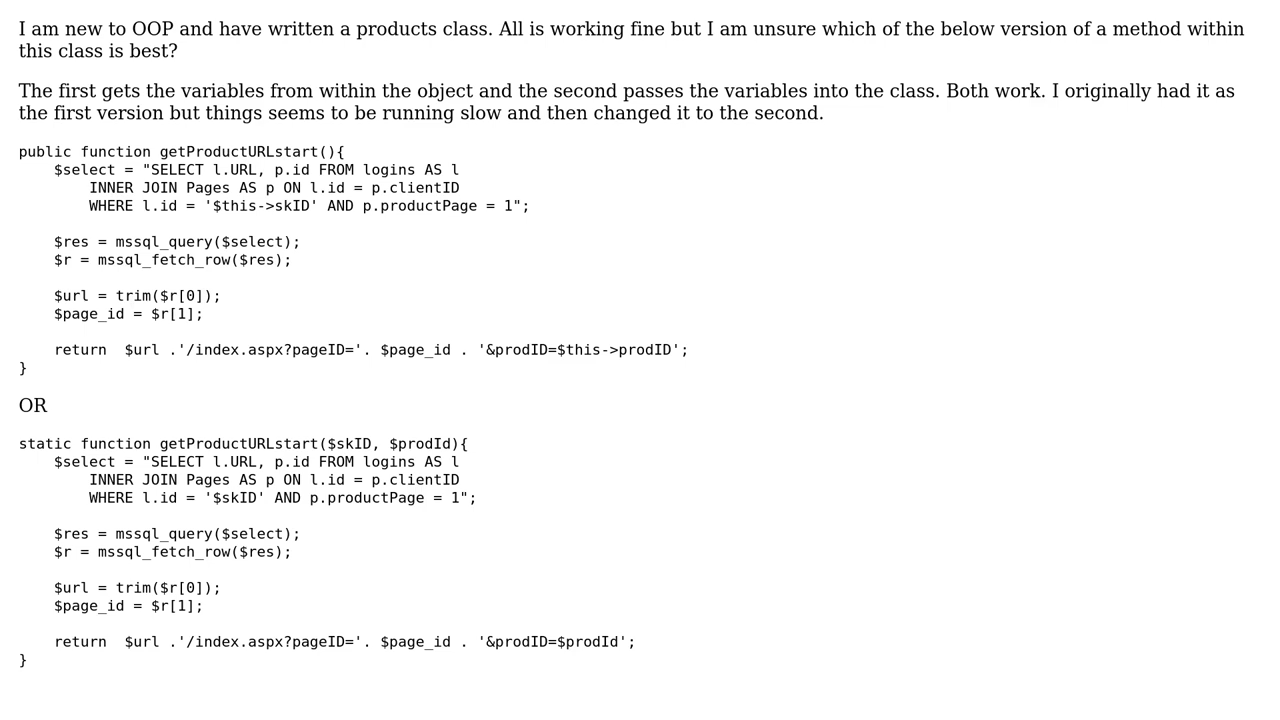 I am new to OOP and have written a products class. All is working fine but I am unsure which of the below version of a method within
this class is best?
The first gets the variables from within the object and the second passes the variables into the class. Both work. I originally had it as
the first version but things seems to be running slow and then changed it to the second.
public function getProductURLstart(){
    $select = "SELECT l.URL, p.id FROM logins AS l
        INNER JOIN Pages AS p ON l.id = p.clientID
        WHERE l.id = '$this->skID' AND p.productPage = 1";
    $res = mssql_query($select);
    $r = mssql_fetch_row($res);
    $url = trim($r[0]);
    $page_id = $r[1];
    return  $url .'/index.aspx?pageID='. $page_id . '&prodID=$this->prodID';
}
OR
static function getProductURLstart($skID, $prodId){
    $select = "SELECT l.URL, p.id FROM logins AS l
        INNER JOIN Pages AS p ON l.id = p.clientID
        WHERE l.id = '$skID' AND p.productPage = 1";
    $res = mssql_query($select);
    $r = mssql_fetch_row($res);
    $url = trim($r[0]);
    $page_id = $r[1];
    return  $url .'/index.aspx?pageID='. $page_id . '&prodID=$prodId';
}